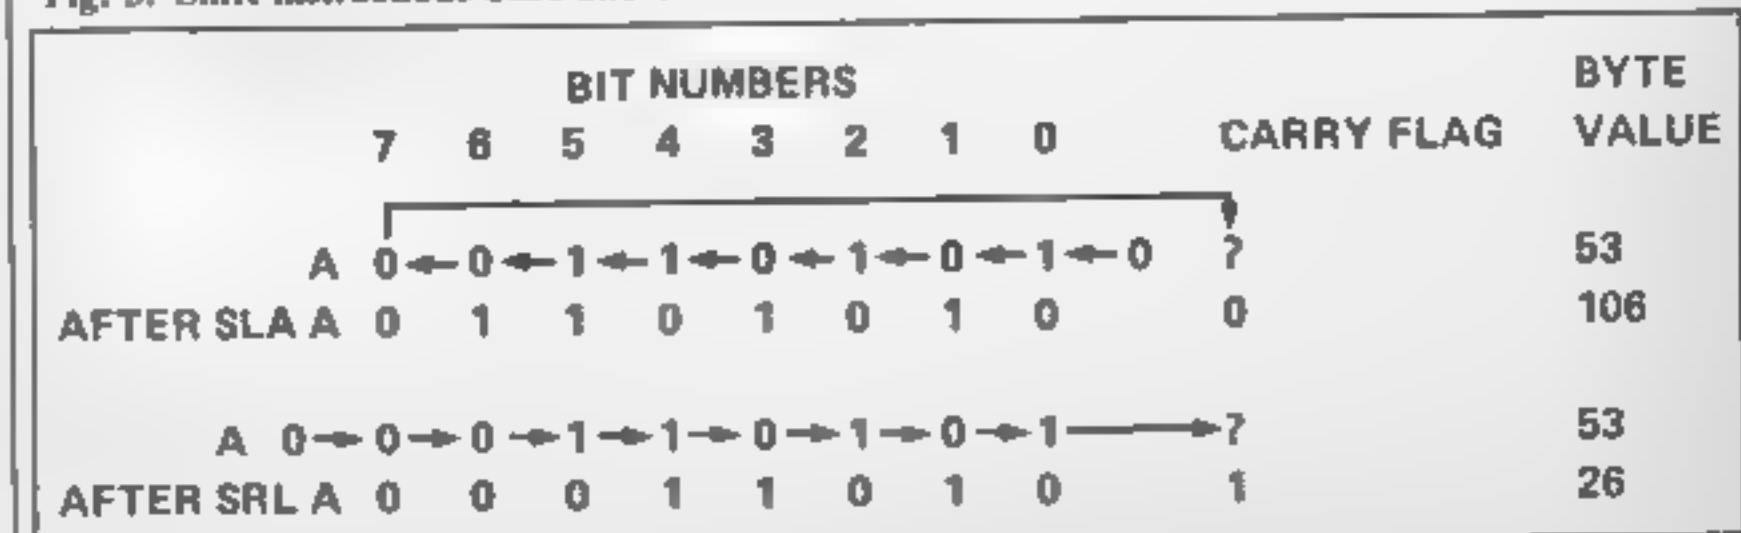 BIT NUMBERS
BYTE
7 6 5 4 3 2 1 0 CARRY FLAG VALUE
A 0 0 1 1 0 1 0 1 0 ? 53
AFTER SLA A 0 1 1 0 1 0 1 0 0 106
A 0 0 0 1 1 0 1 0 1 ? 53
AFTER SRL A 0 0 0 1 1 0 1 0 1 26